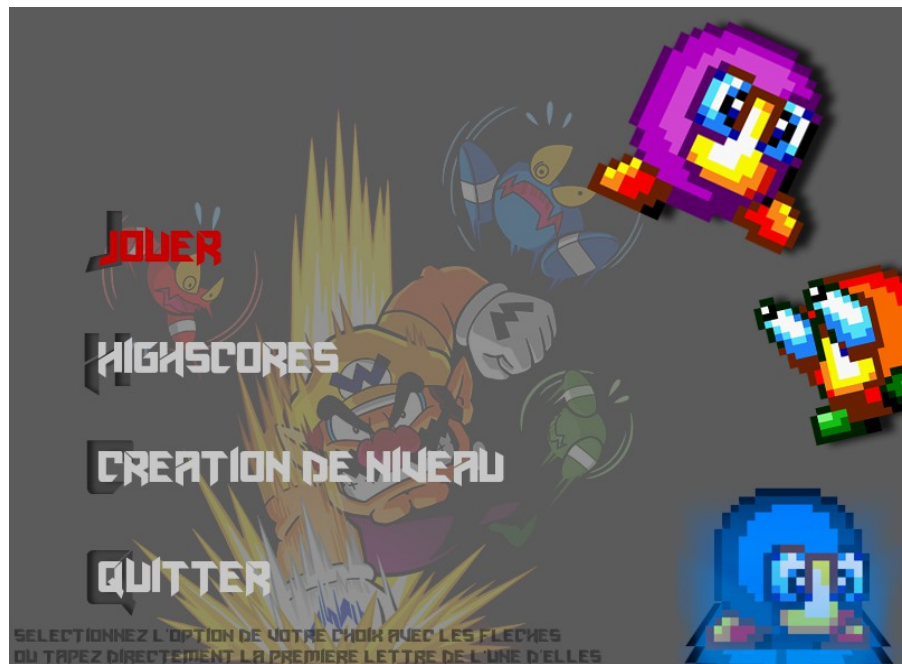 JOUER
HIGHSCORES
CREATION DE NIVEAU
QUITTER
SELECTIONNEZ L'OPTION DE VOTRE CHOIX AVEC LES FLECHES
OU TAPEZ DIRECTEMENT LA PREMIERE LETTRE DE L'UNE D'ELLES